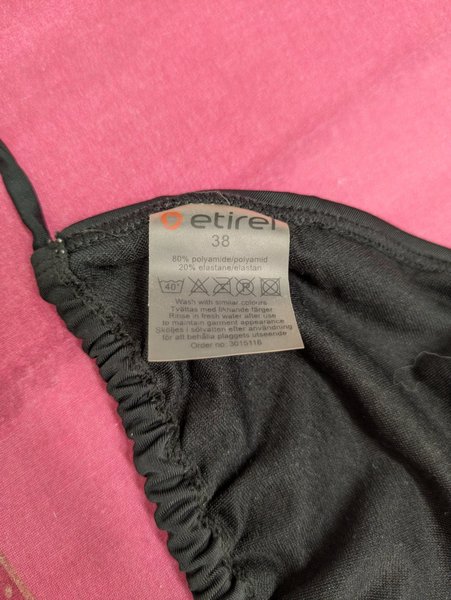 etirel
38
80% polyamide/polyamid
20% elastane/elastan
40°
Wash with similar colours
Tvättas med liknande färger
Rinse in fresh water after use
to maintain garment appearance
Sköljes i sötvatten efter användning
för att behålla plaggets utseende
Order no: 3015116